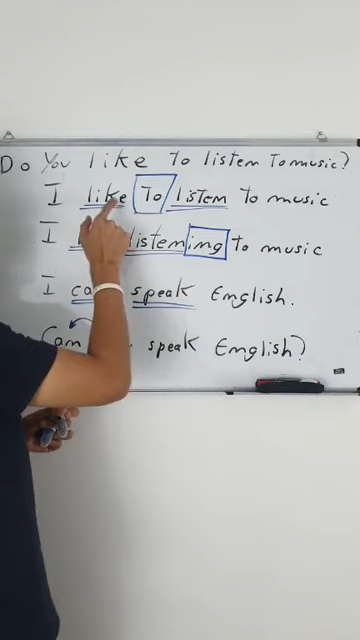 Do You like To listen To music?
I like To listen To music
I listening To music
I speak English.
Can speak English?